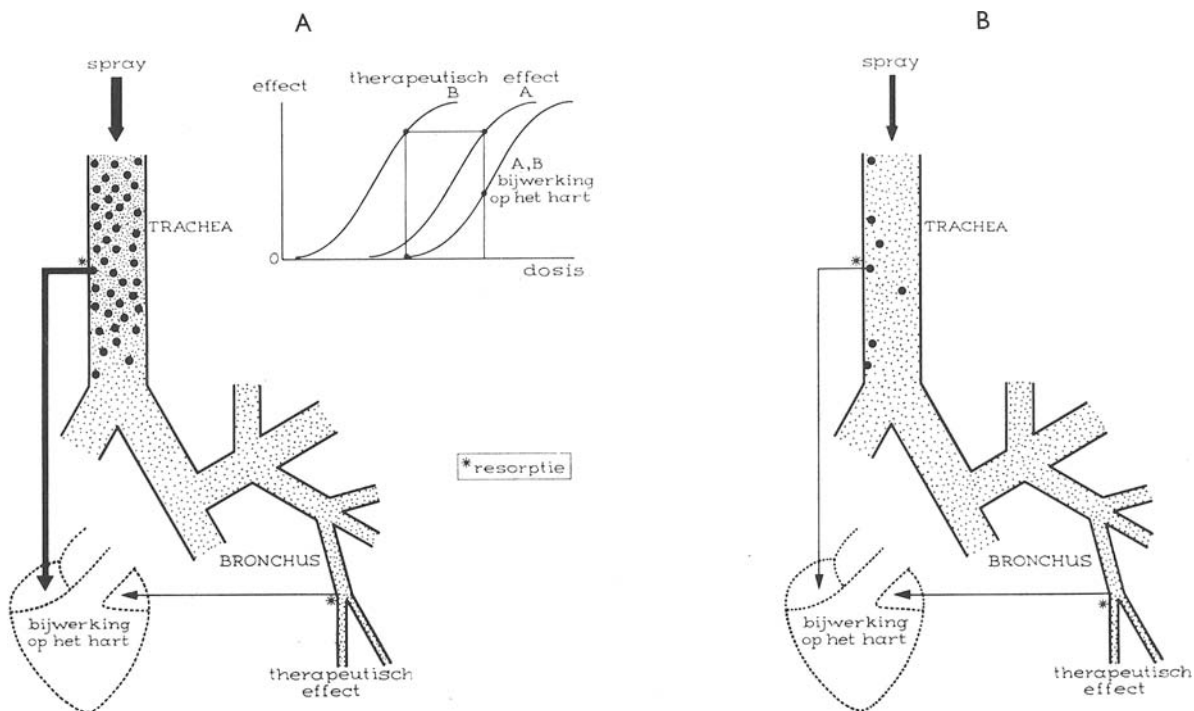 A
spray
effect
therapeutisch effect
B
A
A,B
bijwerking
op het hart
0
dosis
TRACHEA
*
*resorptie
BRONCHUS
*
bijwerking
op het hart
therapeutisch
effect
B
spray
TRACHEA
*
BRONCHUS
*
bijwerking
op het hart
therapeutisch
effect